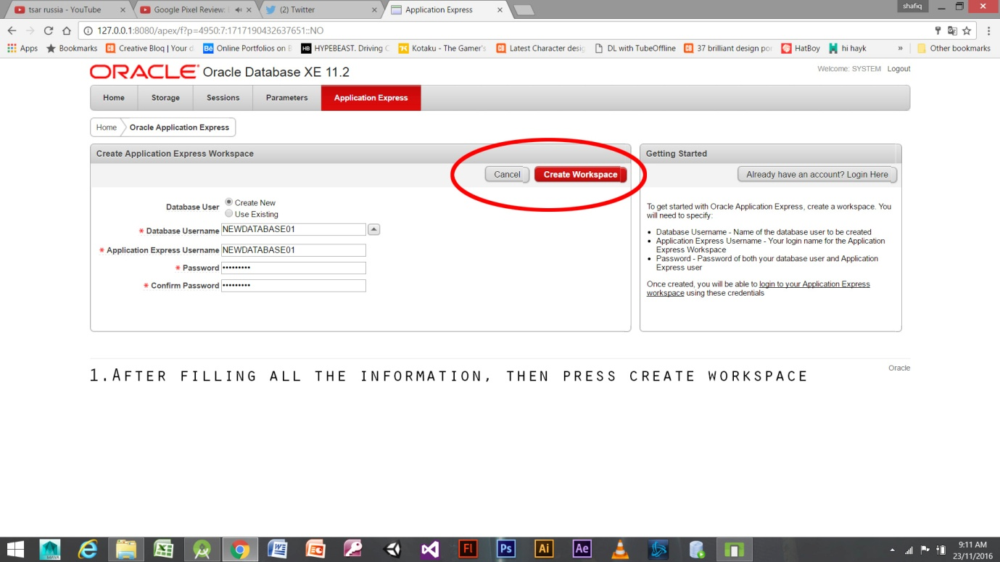 tsar russia - YouTube
Google Pixel Review:
(2) Twitter
Application Express
shafiq
127.0.0.1:8080/apex/f?p=4950:7:1717190432637651::NO
Apps
Bookmarks
Creative Bloq | Your d
Online Portfolios on B
HYPEBEAST. Driving C
Kotaku - The Gamer's
Latest Character desig
DL with TubeOffline
37 brilliant design por
HatBoy
hi hayk
»
Other bookmarks
ORACLE Oracle Database XE 11.2
Welcome: SYSTEM Logout
Home
Storage
Sessions
Parameters
Application Express
Home
Oracle Application Express
Create Application Express Workspace
Cancel
Create Workspace
Database User
Create New
Use Existing
* Database Username NEWDATABASE01
* Application Express Username NEWDATABASE01
* Password •••••••••
* Confirm Password •••••••••
Getting Started
Already have an account? Login Here
To get started with Oracle Application Express, create a workspace. You
will need to specify:
• Database Username - Name of the database user to be created
• Application Express Username - Your login name for the Application
Express Workspace
• Password - Password of both your database user and Application
Express user
Once created, you will be able to login to your Application Express
workspace using these credentials
Oracle
1.After filling all the information, then press create workspace
MAYA
Fl
Ps
Ai
Ae
9:11 AM
23/11/2016